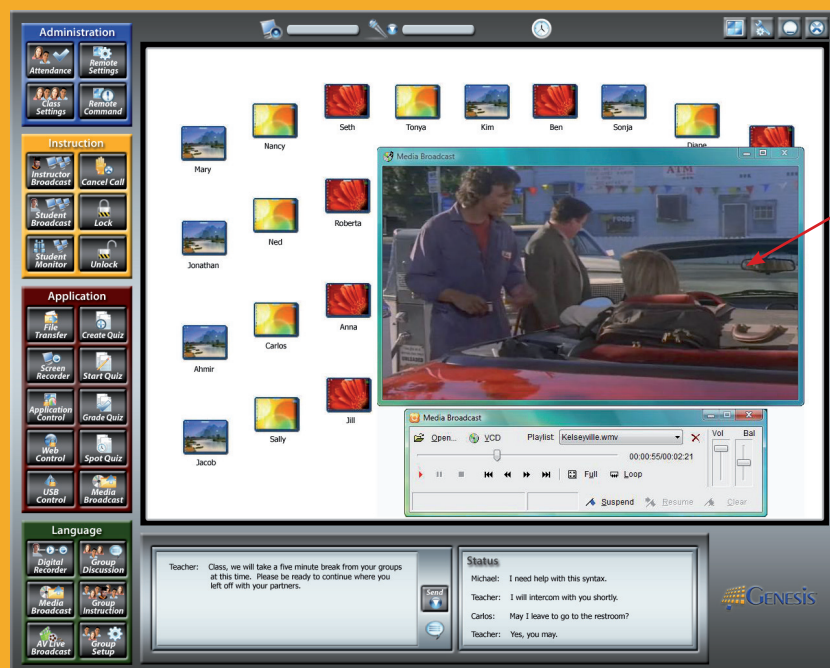 Administration
Attendance
Remote
Settings
Class
Settings
Remote
Command
Instruction
Instructor
Broadcast
Cancel Call
Student
Broadcast
Lock
Student
Monitor
Unlock
Application
File
Transfer
Create Quiz
Screen
Recorder
Start Quiz
Application
Control
Grade Quiz
Web
Control
Spot Quiz
USB
Control
Media
Broadcast
Language
Digital
Recorder
Group
Discussion
Media
Broadcast
Group
Instruction
AV Live
Broadcast
Group
Setup
Mary
Nancy
Seth
Tonya
Kim
Ben
Sonja
Diane
Jonathan
Ned
Roberta
Ahmir
Carlos
Anna
Jacob
Sally
Jill
Media Broadcast
ATM
FOODS
UNLEADED
Media Broadcast
Open...
VCD
Playlist: Kelseyville.wmv
Vol
Bal
00:00:55/00:02:21
Full
Loop
Suspend
Resume
Clear
Teacher: Class, we will take a five minute break from your groups
at this time. Please be ready to continue where you
left off with your partners.
Send
Status
Michael: I need help with this syntax.
Teacher: I will intercom with you shortly.
Carlos: May I leave to go to the restroom?
Teacher: Yes, you may.
GENESIS